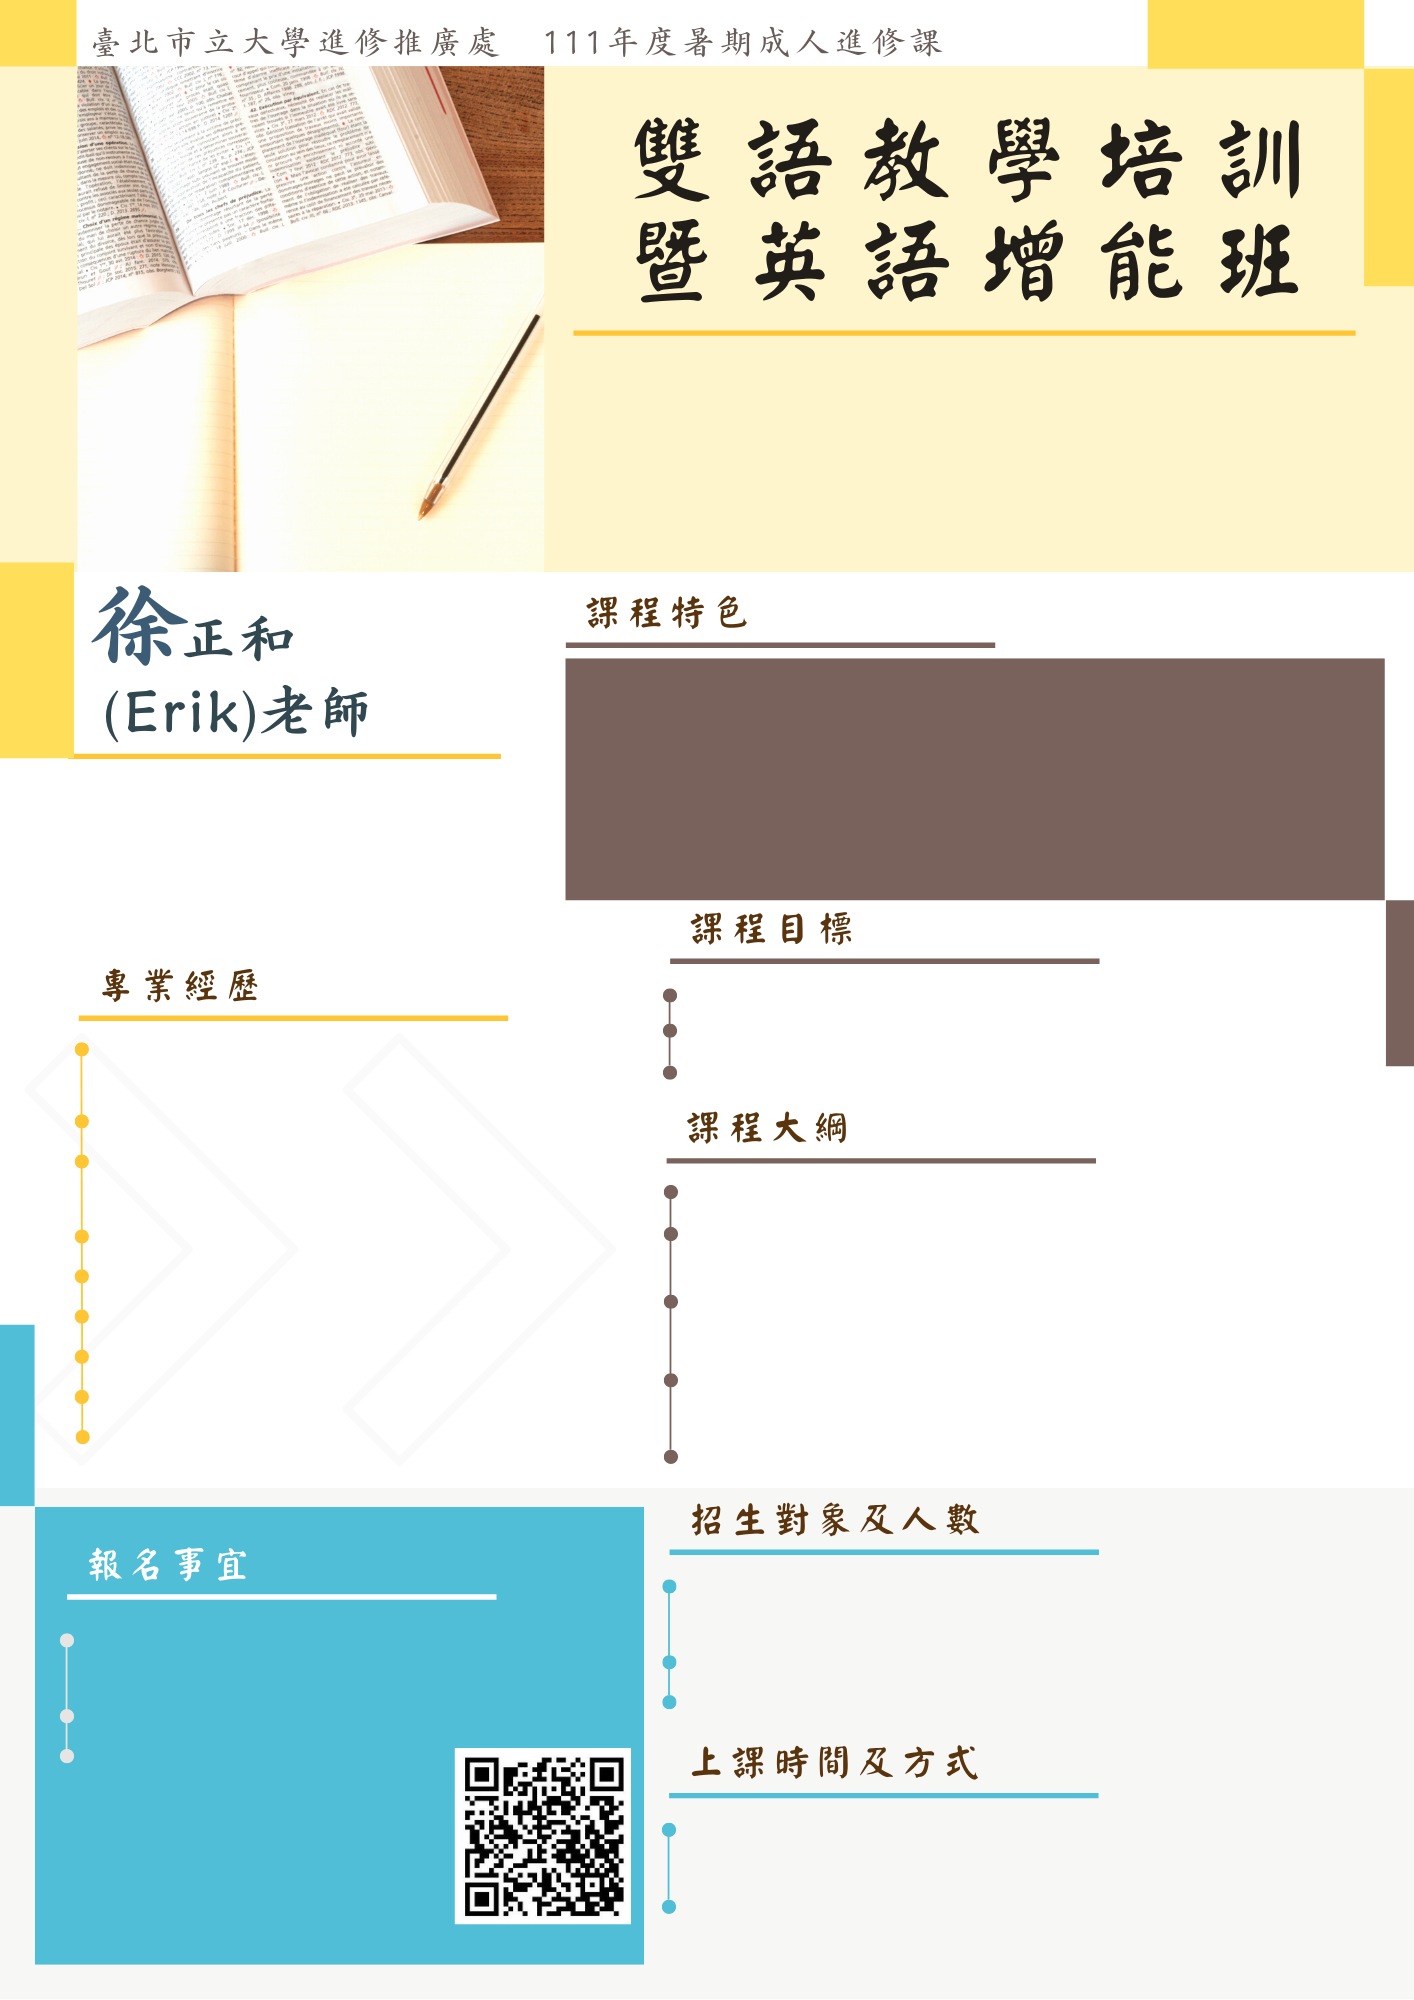 臺北市立大學進修推廣處 111年度暑期成人進修課
雙語教學培訓
暨英語增能班
徐正和
(Erik)老師
課程特色
課程目標
專業經歷
課程大綱
招生對象及人數
報名事宜
上課時間及方式